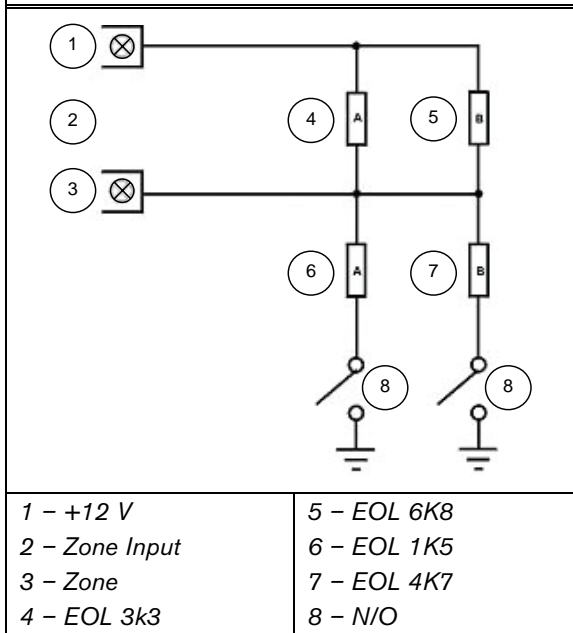 1
2
3
4
A
5
B
6
A
7
B
8
8
1 – +12 V
2 – Zone Input
3 – Zone
4 – EOL 3k3
5 – EOL 6K8
6 – EOL 1K5
7 – EOL 4K7
8 – N/O